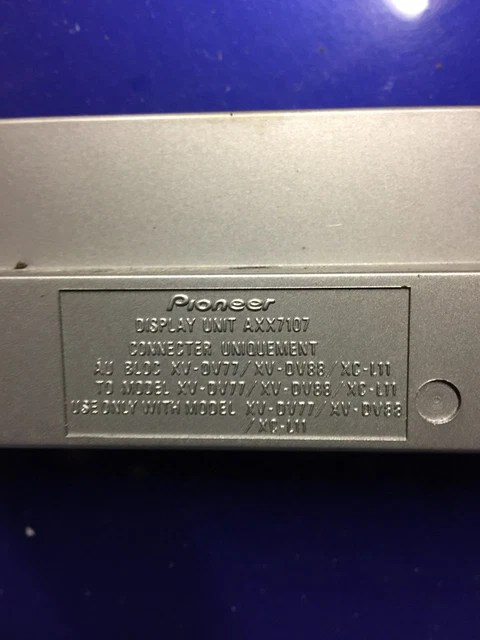 Pioneer
DISPLAY UNIT AXX7107
CONNECTER UNIQUEMENT
AU BLOC XV-DV77/XV-DV88/XC-L11
TO MODEL XV-DV77/XV-DV88/XC-L11
USE ONLY WITH MODEL XV-DV77/XV-DV88
/XC-L11